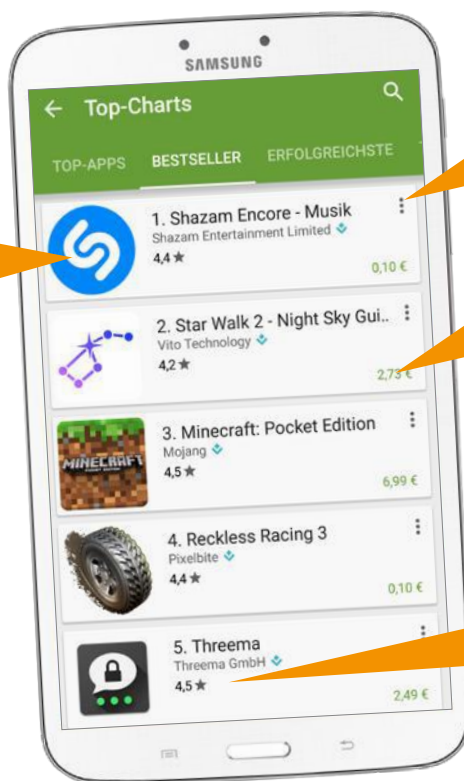 SAMSUNG
Top-Charts
TOP-APPS BESTSELLER ERFOLGREICHSTE
1. Shazam Encore - Musik
Shazam Entertainment Limited
4,4★
0,10 €
2. Star Walk 2 - Night Sky Gui..
Vito Technology
4,2★
2,73 €
MINECRAFT
3. Minecraft: Pocket Edition
Mojang
4,5★
6,99 €
4. Reckless Racing 3
Pixelbite
4,4★
0,10 €
5. Threema
Threema GmbH
4,5★
2,49 €